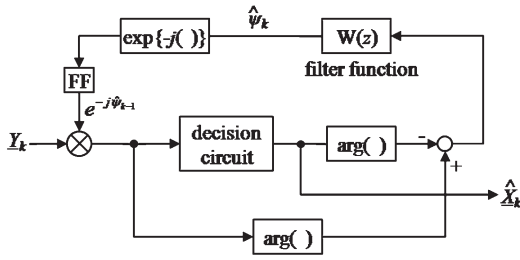 ψ̂ₖ
exp{-j( )}
W(z)
filter function
FF
e^{-jψ̂ₖ₋₁}
Yₖ
decision
circuit
arg( )
-
+
X̂ₖ
arg( )